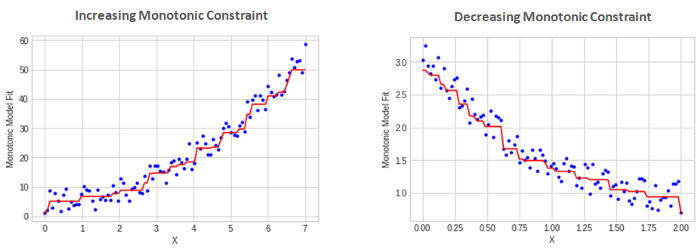 Increasing Monotonic Constraint
60
50
40
30
20
10
0
Monotonic Model Fit
0 1 2 3 4 5 6 7
X
Decreasing Monotonic Constraint
3.0
2.5
2.0
1.5
1.0
Monotonic Model Fit
0.00 0.25 0.50 0.75 1.00 1.25 1.50 1.75 2.00
X